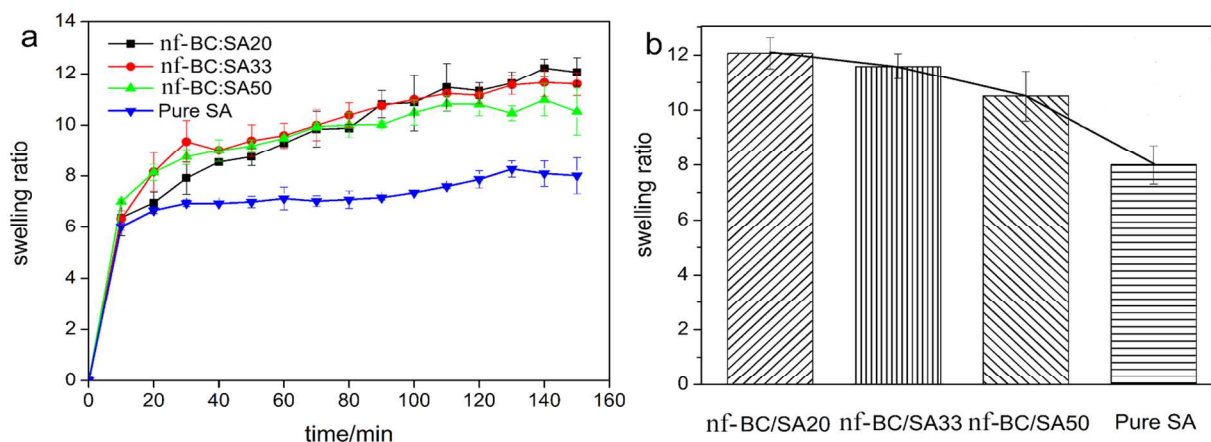 a
nf-BC:SA20
nf-BC:SA33
nf-BC:SA50
Pure SA
swelling ratio
14
12
10
8
6
4
2
0
0 20 40 60 80 100 120 140 160
time/min
b
swelling ratio
12
10
8
6
4
2
0
nf-BC/SA20 nf-BC/SA33 nf-BC/SA50 Pure SA